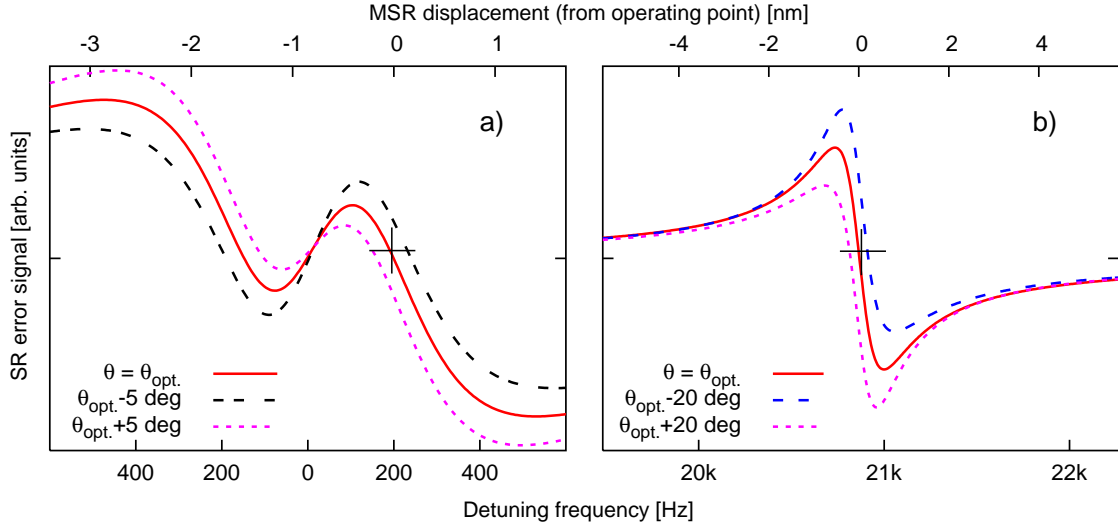 MSR displacement (from operating point) [nm]
-3 -2 -1 0 1 -4 -2 0 2 4
SR error signal [arb. units]
a) b)
θ = θopt. θ = θopt.
θopt.-5 deg θopt.-20 deg
θopt.+5 deg θopt.+20 deg
400 200 0 200 400 20k 21k 22k
Detuning frequency [Hz]